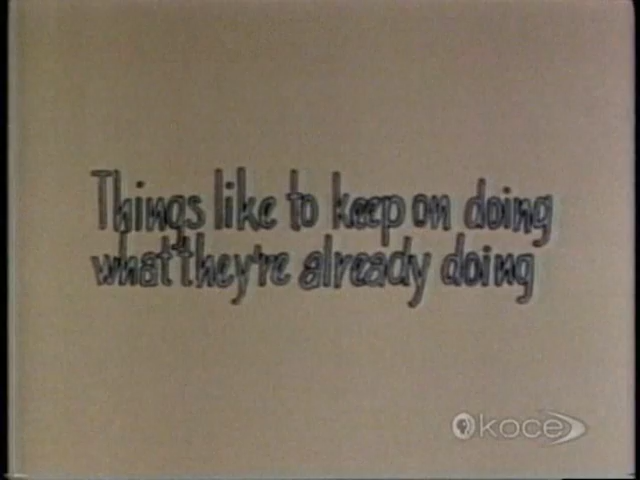 Things like to keep on doing
what they're already doing
koce